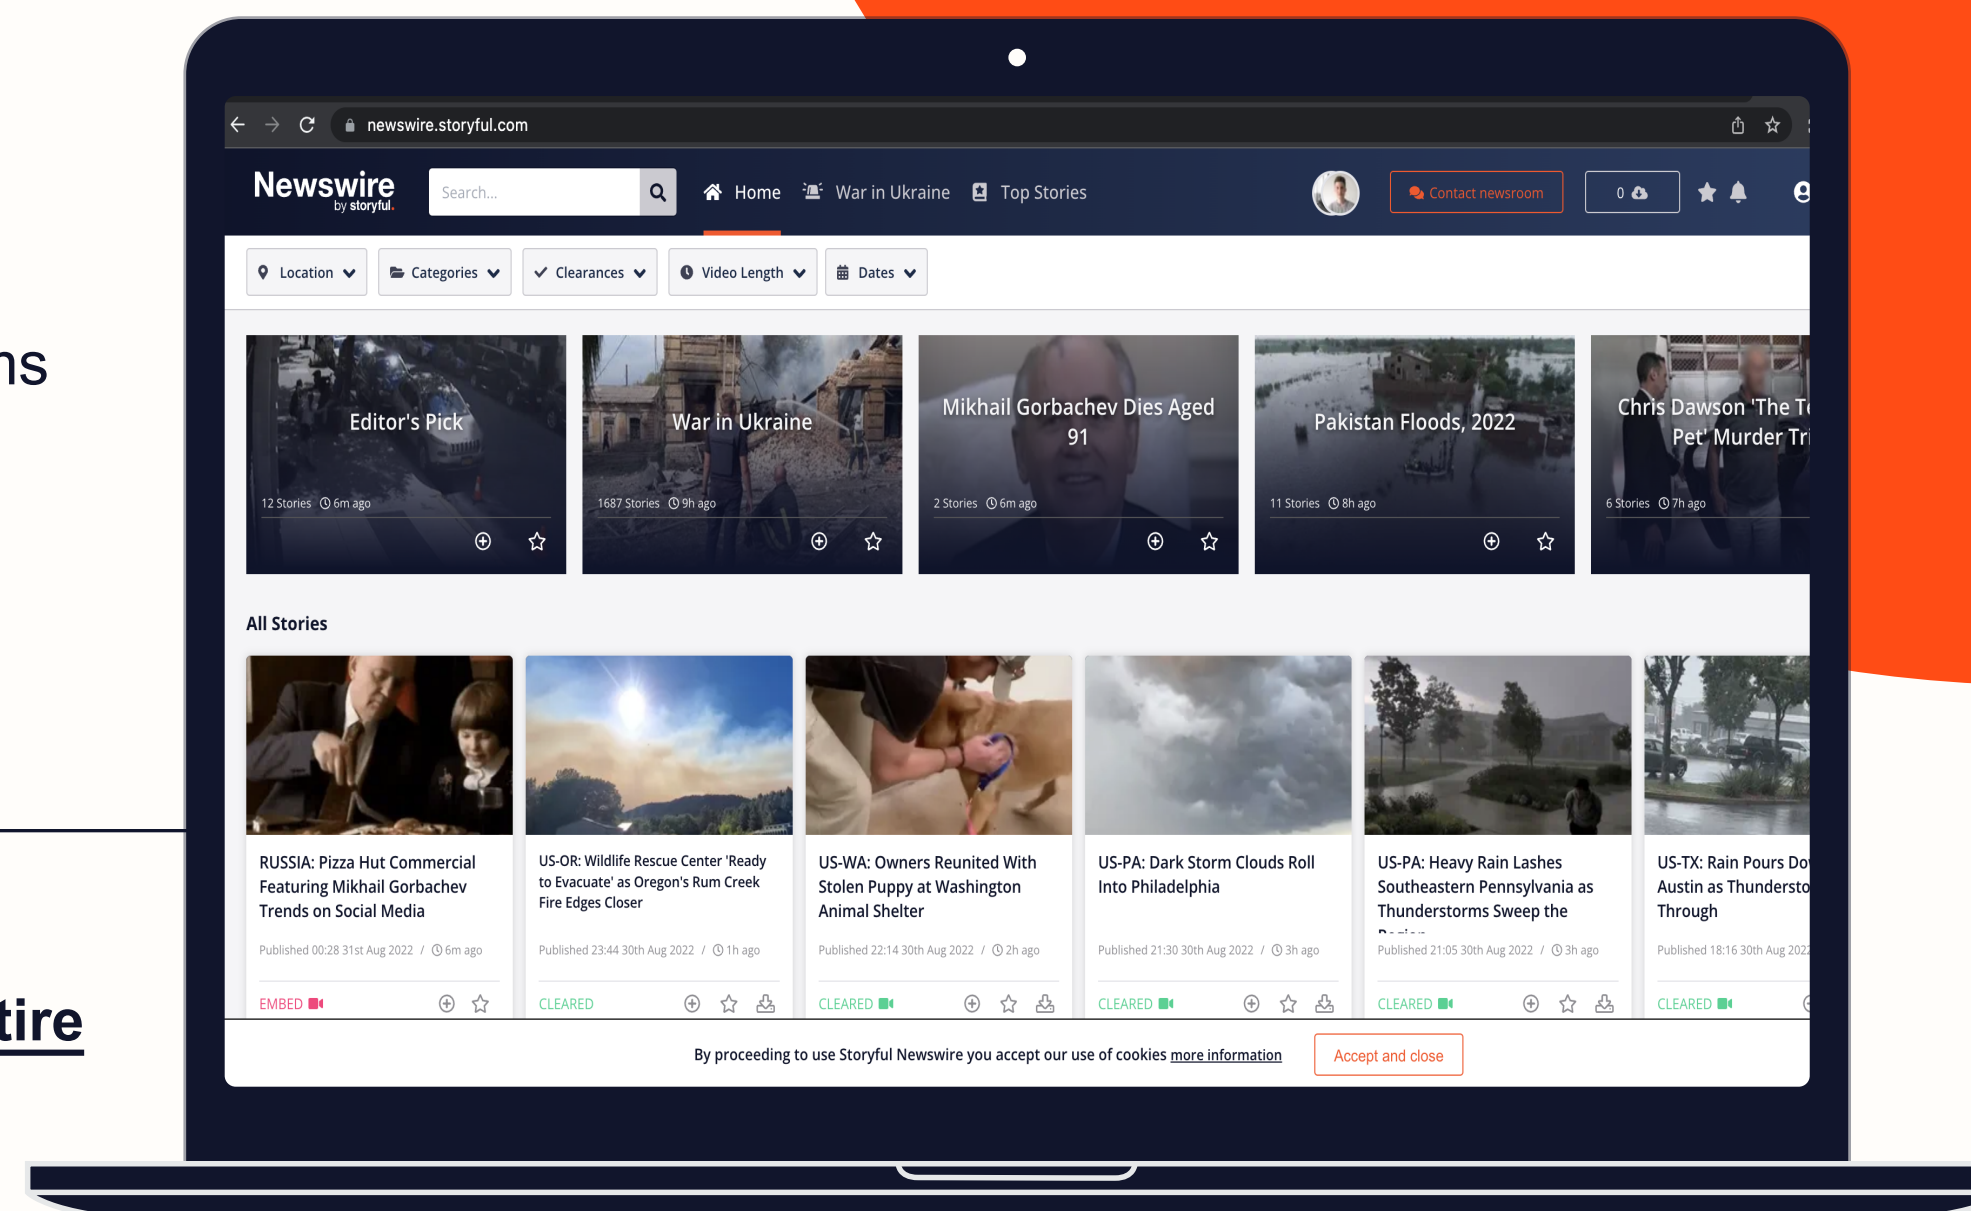 newswire.storyful.com
Newswire
by storyful.
Search...
Home
War in Ukraine
Top Stories
Contact newsroom
0
Location
Categories
Clearances
Video Length
Dates
ns
Editor's Pick
12 Stories 6m ago
War in Ukraine
1687 Stories 9h ago
Mikhail Gorbachev Dies Aged
91
2 Stories 6m ago
Pakistan Floods, 2022
11 Stories 8h ago
Chris Dawson 'The Te
Pet' Murder Tri
6 Stories 7h ago
All Stories
RUSSIA: Pizza Hut Commercial
Featuring Mikhail Gorbachev
Trends on Social Media
Published 00:28 31st Aug 2022 / 6m ago
EMBED
US-OR: Wildlife Rescue Center 'Ready
to Evacuate' as Oregon's Rum Creek
Fire Edges Closer
Published 23:44 30th Aug 2022 / 1h ago
CLEARED
US-WA: Owners Reunited With
Stolen Puppy at Washington
Animal Shelter
Published 22:14 30th Aug 2022 / 2h ago
CLEARED
US-PA: Dark Storm Clouds Roll
Into Philadelphia
Published 21:30 30th Aug 2022 / 3h ago
CLEARED
US-PA: Heavy Rain Lashes
Southeastern Pennsylvania as
Thunderstorms Sweep the
Published 21:05 30th Aug 2022 / 3h ago
CLEARED
US-TX: Rain Pours Do
Austin as Thundersto
Through
Published 18:16 30th Aug 2022
CLEARED
tire
By proceeding to use Storyful Newswire you accept our use of cookies more information
Accept and close